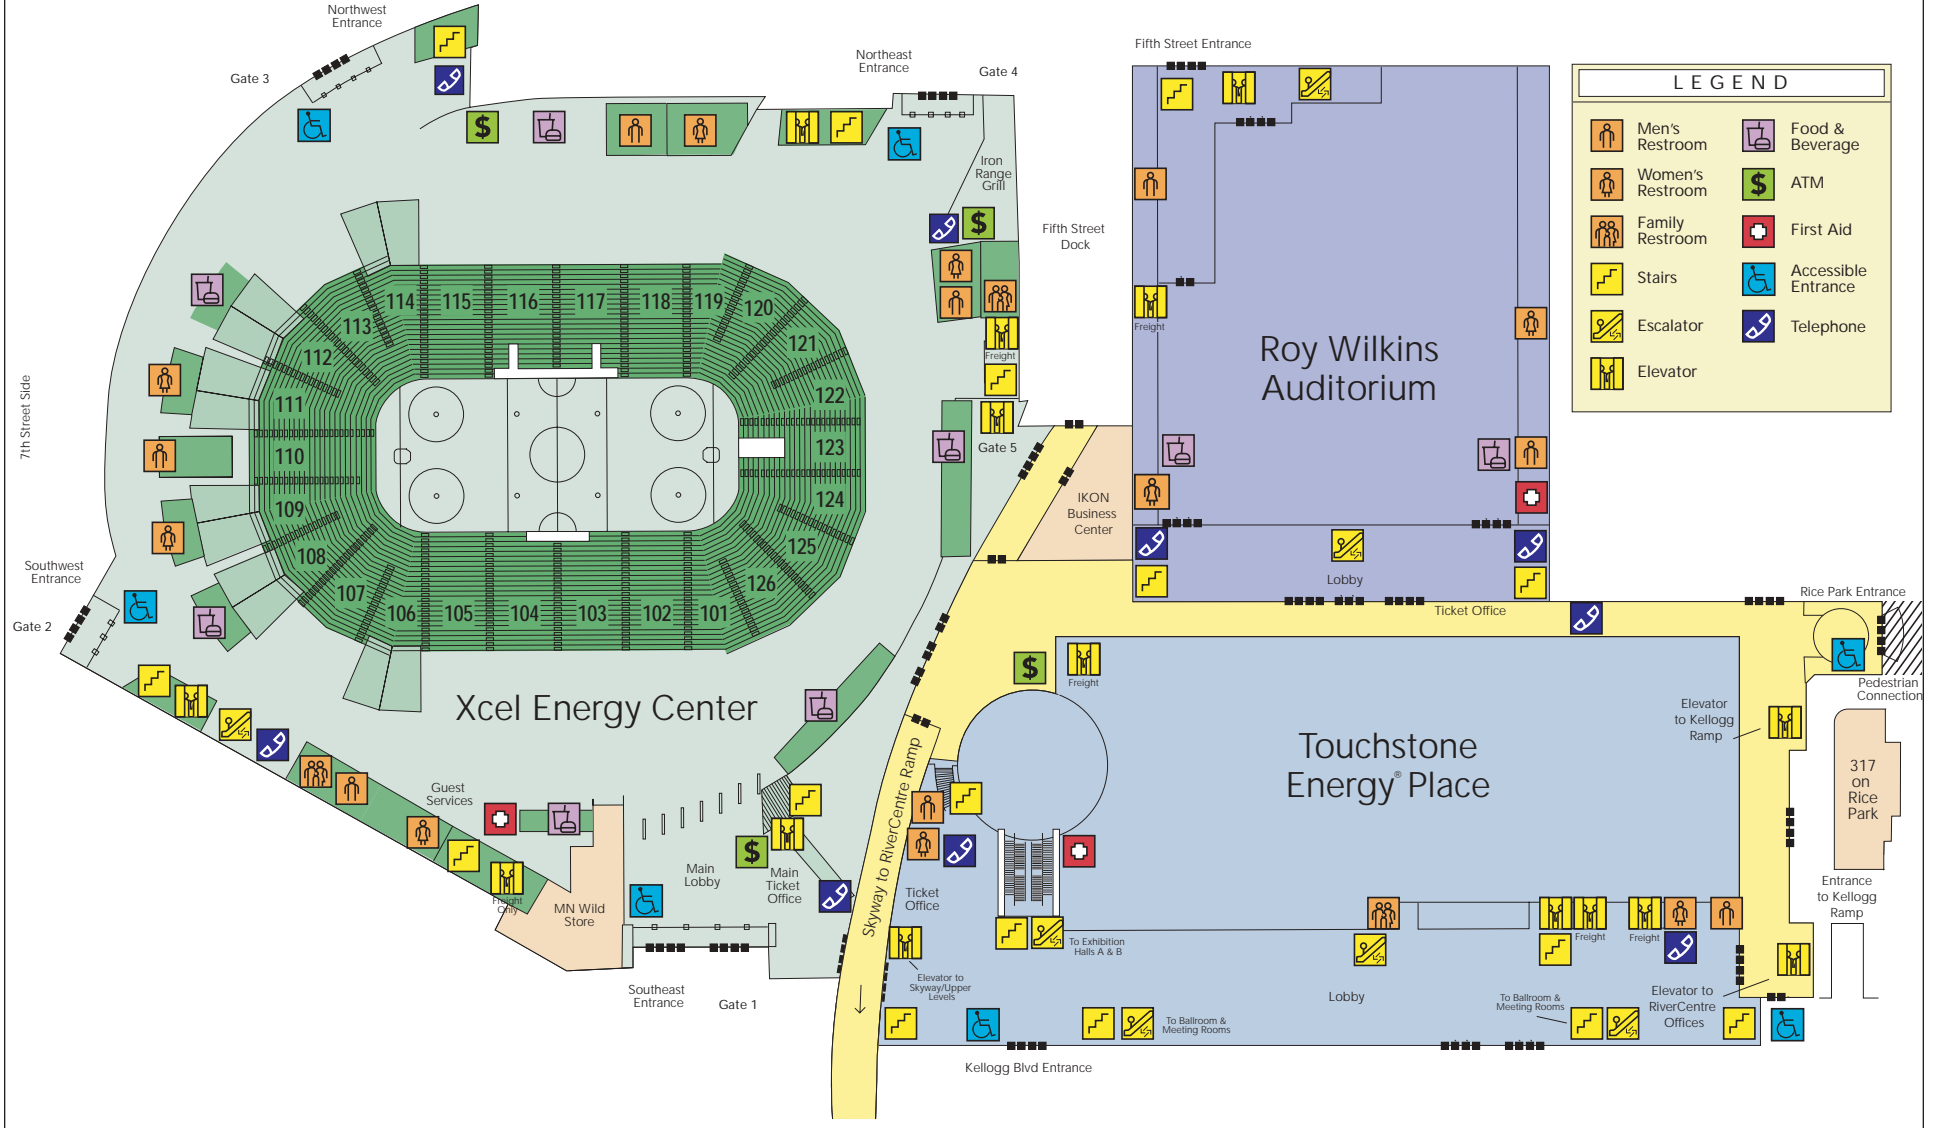 Northwest
Entrance
Gate 3
Northeast
Entrance
Gate 4
Fifth Street Entrance
LEGEND
Men's
Restroom
Women's
Restroom
Family
Restroom
Stairs
Escalator
Elevator
Food &
Beverage
ATM
First Aid
Accessible
Entrance
Telephone
Iron
Range
Grill
Fifth Street
Dock
Freight
Freight
Gate 5
7th Street Side
114
115
116
117
118
119
120
113
121
112
122
111
123
110
124
109
125
108
126
107
106
105
104
103
102
101
Roy Wilkins
Auditorium
IKON
Business
Center
Lobby
Ticket Office
Rice Park Entrance
Pedestrian
Connection
Southwest
Entrance
Gate 2
Xcel Energy Center
Freight
Elevator
to Kellogg
Ramp
Touchstone
Energy® Place
317
on
Rice
Park
Entrance
to Kellogg
Ramp
Guest
Services
Freight
Only
MN Wild
Store
Main
Lobby
Main
Ticket
Office
Skyway to RiverCentre Ramp
Ticket
Office
To Exhibition
Halls A & B
Freight
Freight
Elevator to
Skyway/Upper
Levels
Southeast
Entrance
Gate 1
Lobby
To Ballroom &
Meeting Rooms
To Ballroom &
Meeting Rooms
Elevator to
RiverCentre
Offices
Kellogg Blvd Entrance